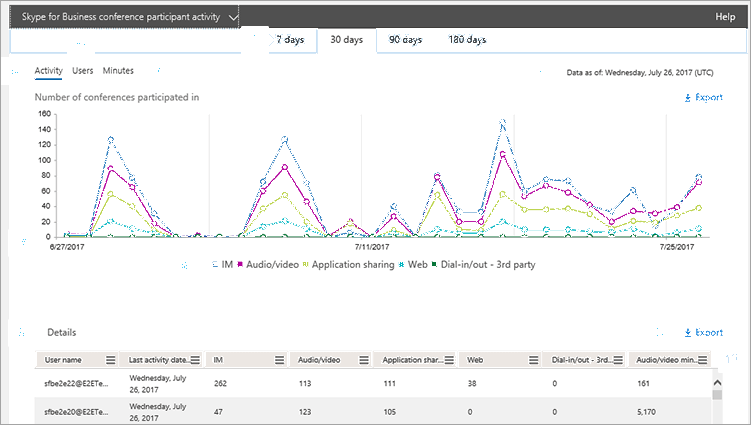 Skype for Business conference participant activity Help
7 days 30 days 90 days 180 days
Activity Users Minutes Data as of: Wednesday, July 26, 2017 (UTC)
Number of conferences participated in Export
160
140
120
100
80
60
40
20
0
6/27/2017 7/11/2017 7/25/2017
IM Audio/video Application sharing Web Dial-in/out - 3rd party
Details Export
User name Last activity date... IM Audio/video Application shar... Web Dial-in/out - 3rd... Audio/video min...
sfbe2e22@E2ETe... Wednesday, July 26, 2017 262 113 111 38 0 161
sfbe2e20@E2ETe... Wednesday, July 26, 2017 47 123 105 0 0 5,170